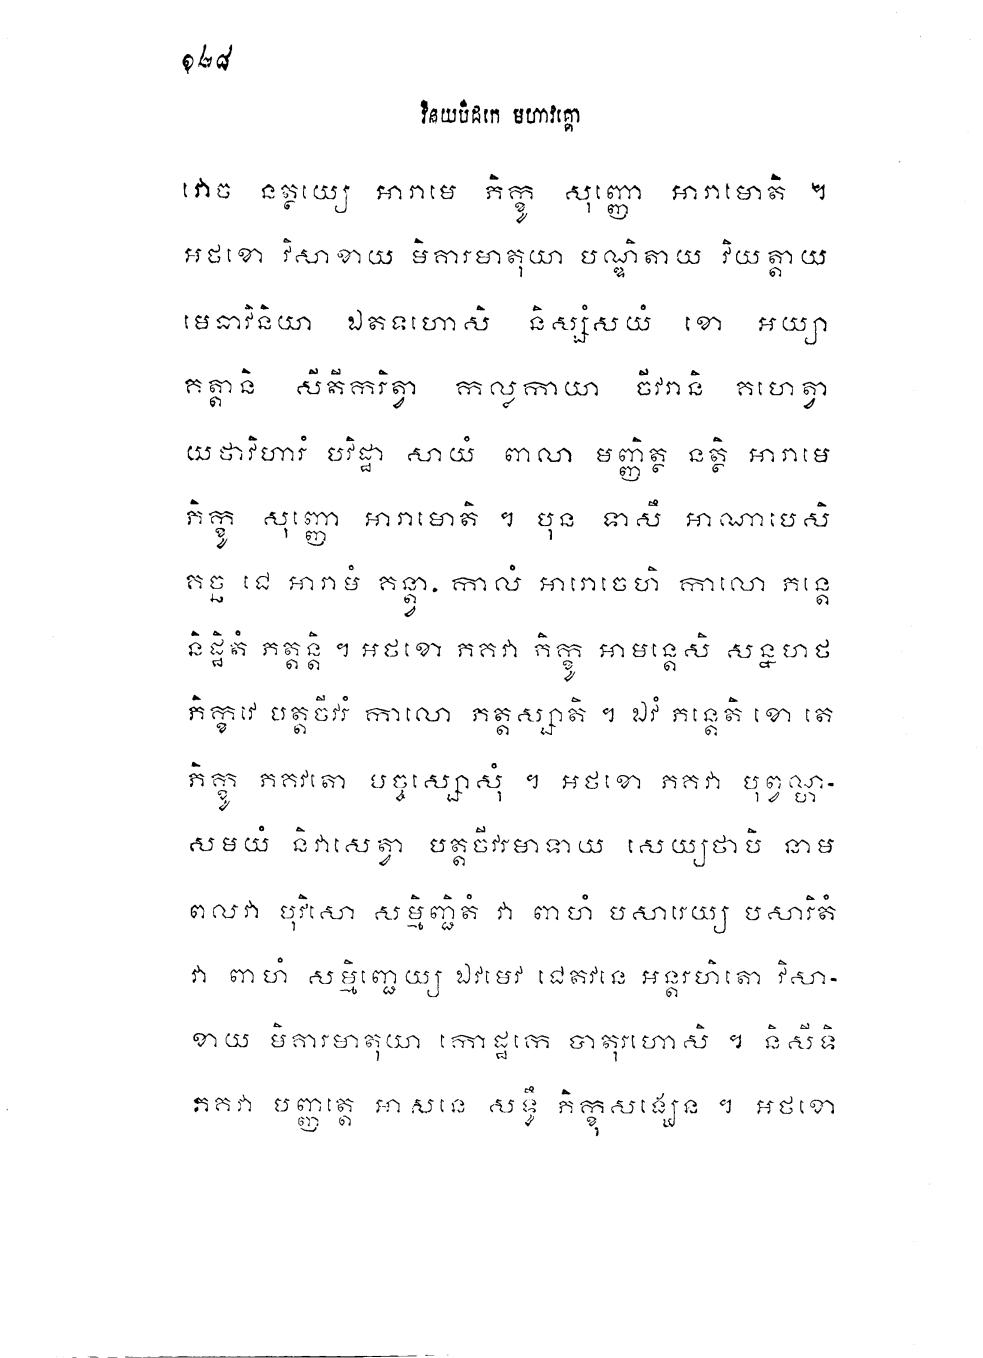 ១២៨
វិនយបិដកេ មហាវគ្គោ
វោច នត្ថយ្យេ អារាមេ ភិក្ខូ សុញ្ញោ អារាមោតិ ។
អថខោ វិសាខាយ មិគារមាតុយា បណ្ឌិតាយ វិយត្តាយ
មេធាវិនិយា ឯតទហោសិ និស្សំសយំ ខោ អយ្យា
គត្តានិ សីតីករិត្វា កល្លកាយា ចីវរានិ គហេត្វា
យថាវិហារំ បវិដ្ឋា សាយំ ពាលា មញ្ញិត្ថ នត្ថិ អារាមេ
ភិក្ខូ សុញ្ញោ អារាមោតិ ។ បុន ទាសឹ អាណាបេសិ
គច្ឆ ជេ អារាមំ គន្ត្វា កាលំ អារោចេហិ កាលោ ភន្តេ
និដ្ឋិតំ ភត្តន្តិ ។ អថខោ ភគវា ភិក្ខូ អាមន្តេសិ សន្នហថ
ភិក្ខវេ បត្តចីវរំ កាលោ ភត្តស្សាតិ ។ ឯវំ ភន្តេតិ ខោ តេ
ភិក្ខូ ភគវតោ បច្ចស្សោសុំ ។ អថខោ ភគវា បុព្វណ្ហ-
សមយំ និវាសេត្វា បត្តចីវរមាទាយ សេយ្យថាបិ នាម
ពលវា បុរិសោ សម្មិញ្ជិតំ វា ពាហំ បសារេយ្យ បសារិតំ
វា ពាហំ សម្មិញ្ជេយ្យ ឯវមេវ ជេតវនេ អន្តរហិតោ វិសា-
ខាយ មិគារមាតុយា កោដ្ឋកេ បាតុរហោសិ ។ និសីទិ
ភគវា បញ្ញត្តេ អាសនេ សទ្ធឹ ភិក្ខុសង្ឃេន ។ អថខោ